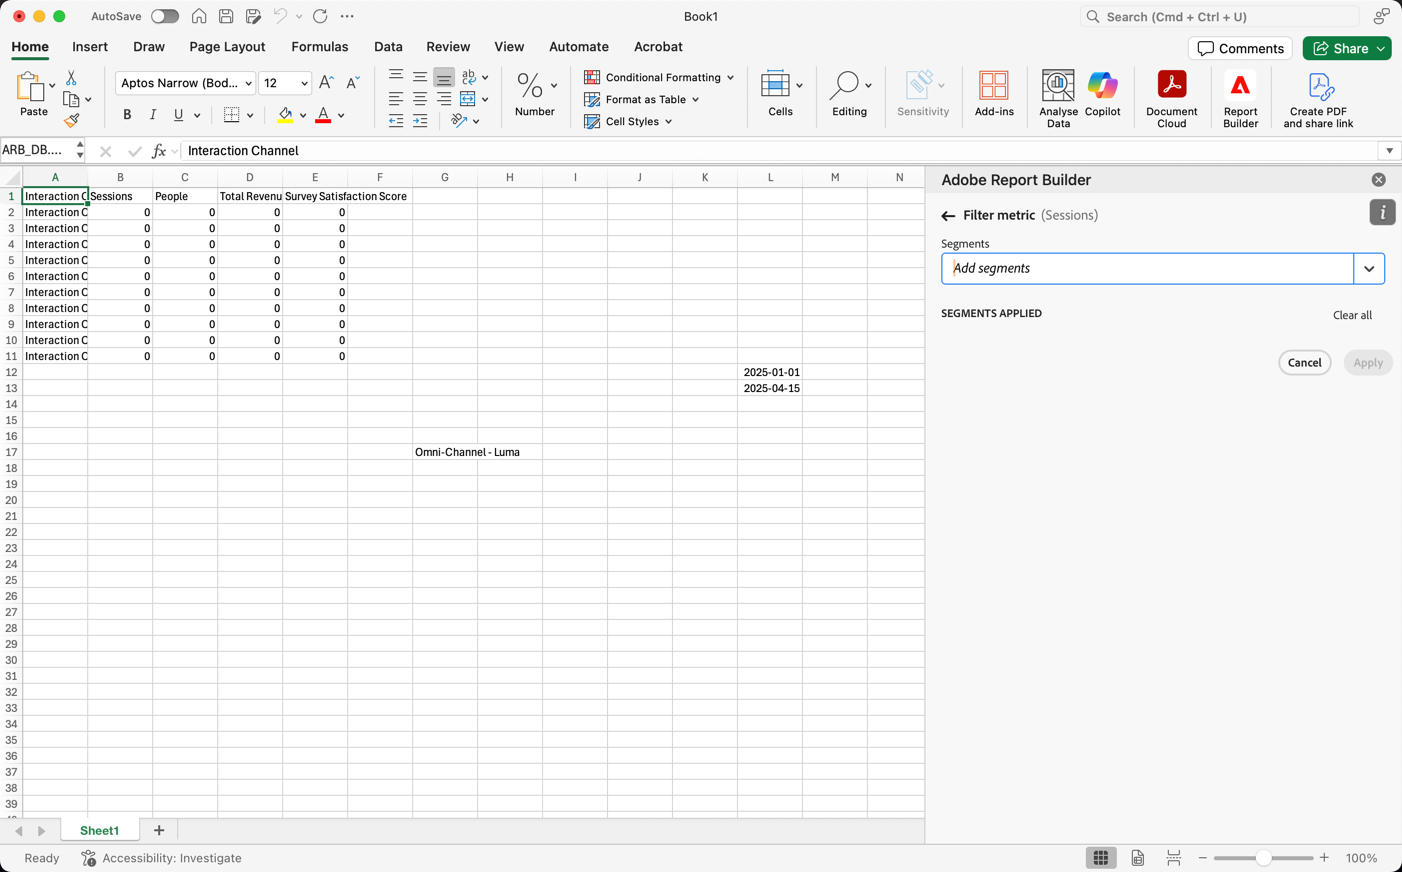 AutoSave
Book1
Search (Cmd + Ctrl + U)
Home Insert Draw Page Layout Formulas Data Review View Automate Acrobat
Comments
Share
Paste
Aptos Narrow (Bod...
12
A A
B I U A
ab
%
Number
Conditional Formatting
Format as Table
Cell Styles
Cells
Editing
Sensitivity
Add-ins
Analyse
Data
Copilot
Document
Cloud
Report
Builder
Create PDF
and share link
ARB_DB....
fx
Interaction Channel
A B C D E F G H I J K L M N
1 Interaction C Sessions People Total Revenu Survey Satisfaction Score
2 Interaction C 0 0 0 0
3 Interaction C 0 0 0 0
4 Interaction C 0 0 0 0
5 Interaction C 0 0 0 0
6 Interaction C 0 0 0 0
7 Interaction C 0 0 0 0
8 Interaction C 0 0 0 0
9 Interaction C 0 0 0 0
10 Interaction C 0 0 0 0
11 Interaction C 0 0 0 0
12 2025-01-01
13 2025-04-15
14
15
16
17 Omni-Channel - Luma
18
19
20
21
22
23
24
25
26
27
28
29
30
31
32
33
34
35
36
37
38
39
Adobe Report Builder
Filter metric (Sessions)
i
Segments
Add segments
SEGMENTS APPLIED
Clear all
Cancel
Apply
Sheet1
Ready
Accessibility: Investigate
100%